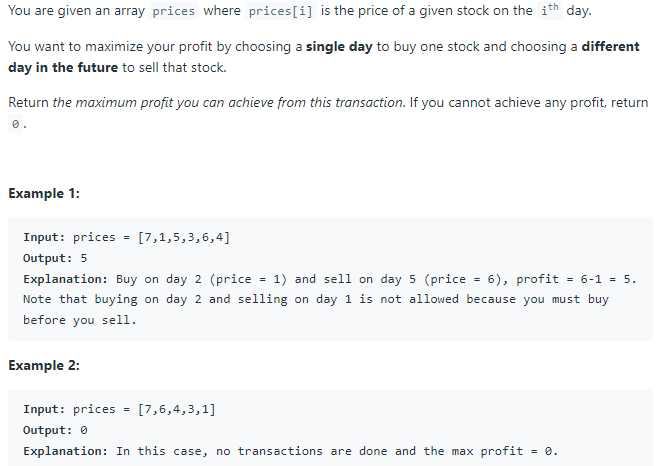 You are given an array prices where prices[i] is the price of a given stock on the ith day.
You want to maximize your profit by choosing a single day to buy one stock and choosing a different
day in the future to sell that stock.
Return the maximum profit you can achieve from this transaction. If you cannot achieve any profit, return
0.
Example 1:
Input: prices = [7,1,5,3,6,4]
Output: 5
Explanation: Buy on day 2 (price = 1) and sell on day 5 (price = 6), profit = 6-1 = 5.
Note that buying on day 2 and selling on day 1 is not allowed because you must buy
before you sell.
Example 2:
Input: prices = [7,6,4,3,1]
Output: 0
Explanation: In this case, no transactions are done and the max profit = 0.